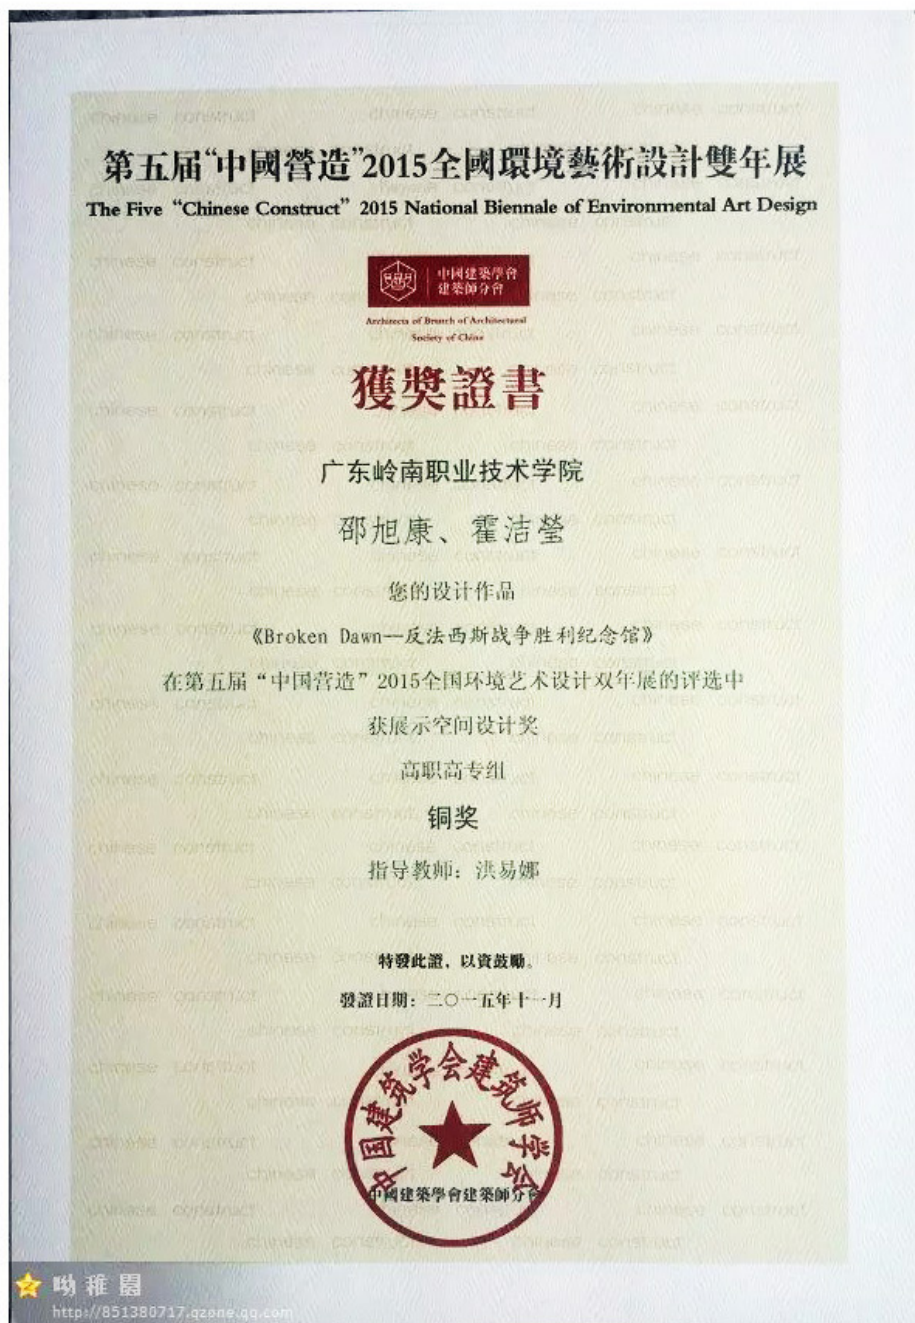 第五届“中國營造”2015全國環境藝術設計雙年展
The Five “Chinese Construct” 2015 National Biennale of Environmental Art Design
中國建築學會
建築師分會
Architects of Branch of Architectural
Society of China
獲獎證書
广东岭南职业技术学院
邵旭康、霍洁瑩
您的设计作品
《Broken Dawn--反法西斯战争胜利纪念馆》
在第五届“中国营造”2015全国环境艺术设计双年展的评选中
获展示空间设计奖
高职高专组
铜奖
指导教师：洪易娜
特發此證，以資鼓勵。
發證日期：二〇一五年十一月
中国建筑学会建筑师学会
中國建築學會建築師分會
呦稚園
http://851380717.qzone.qq.com